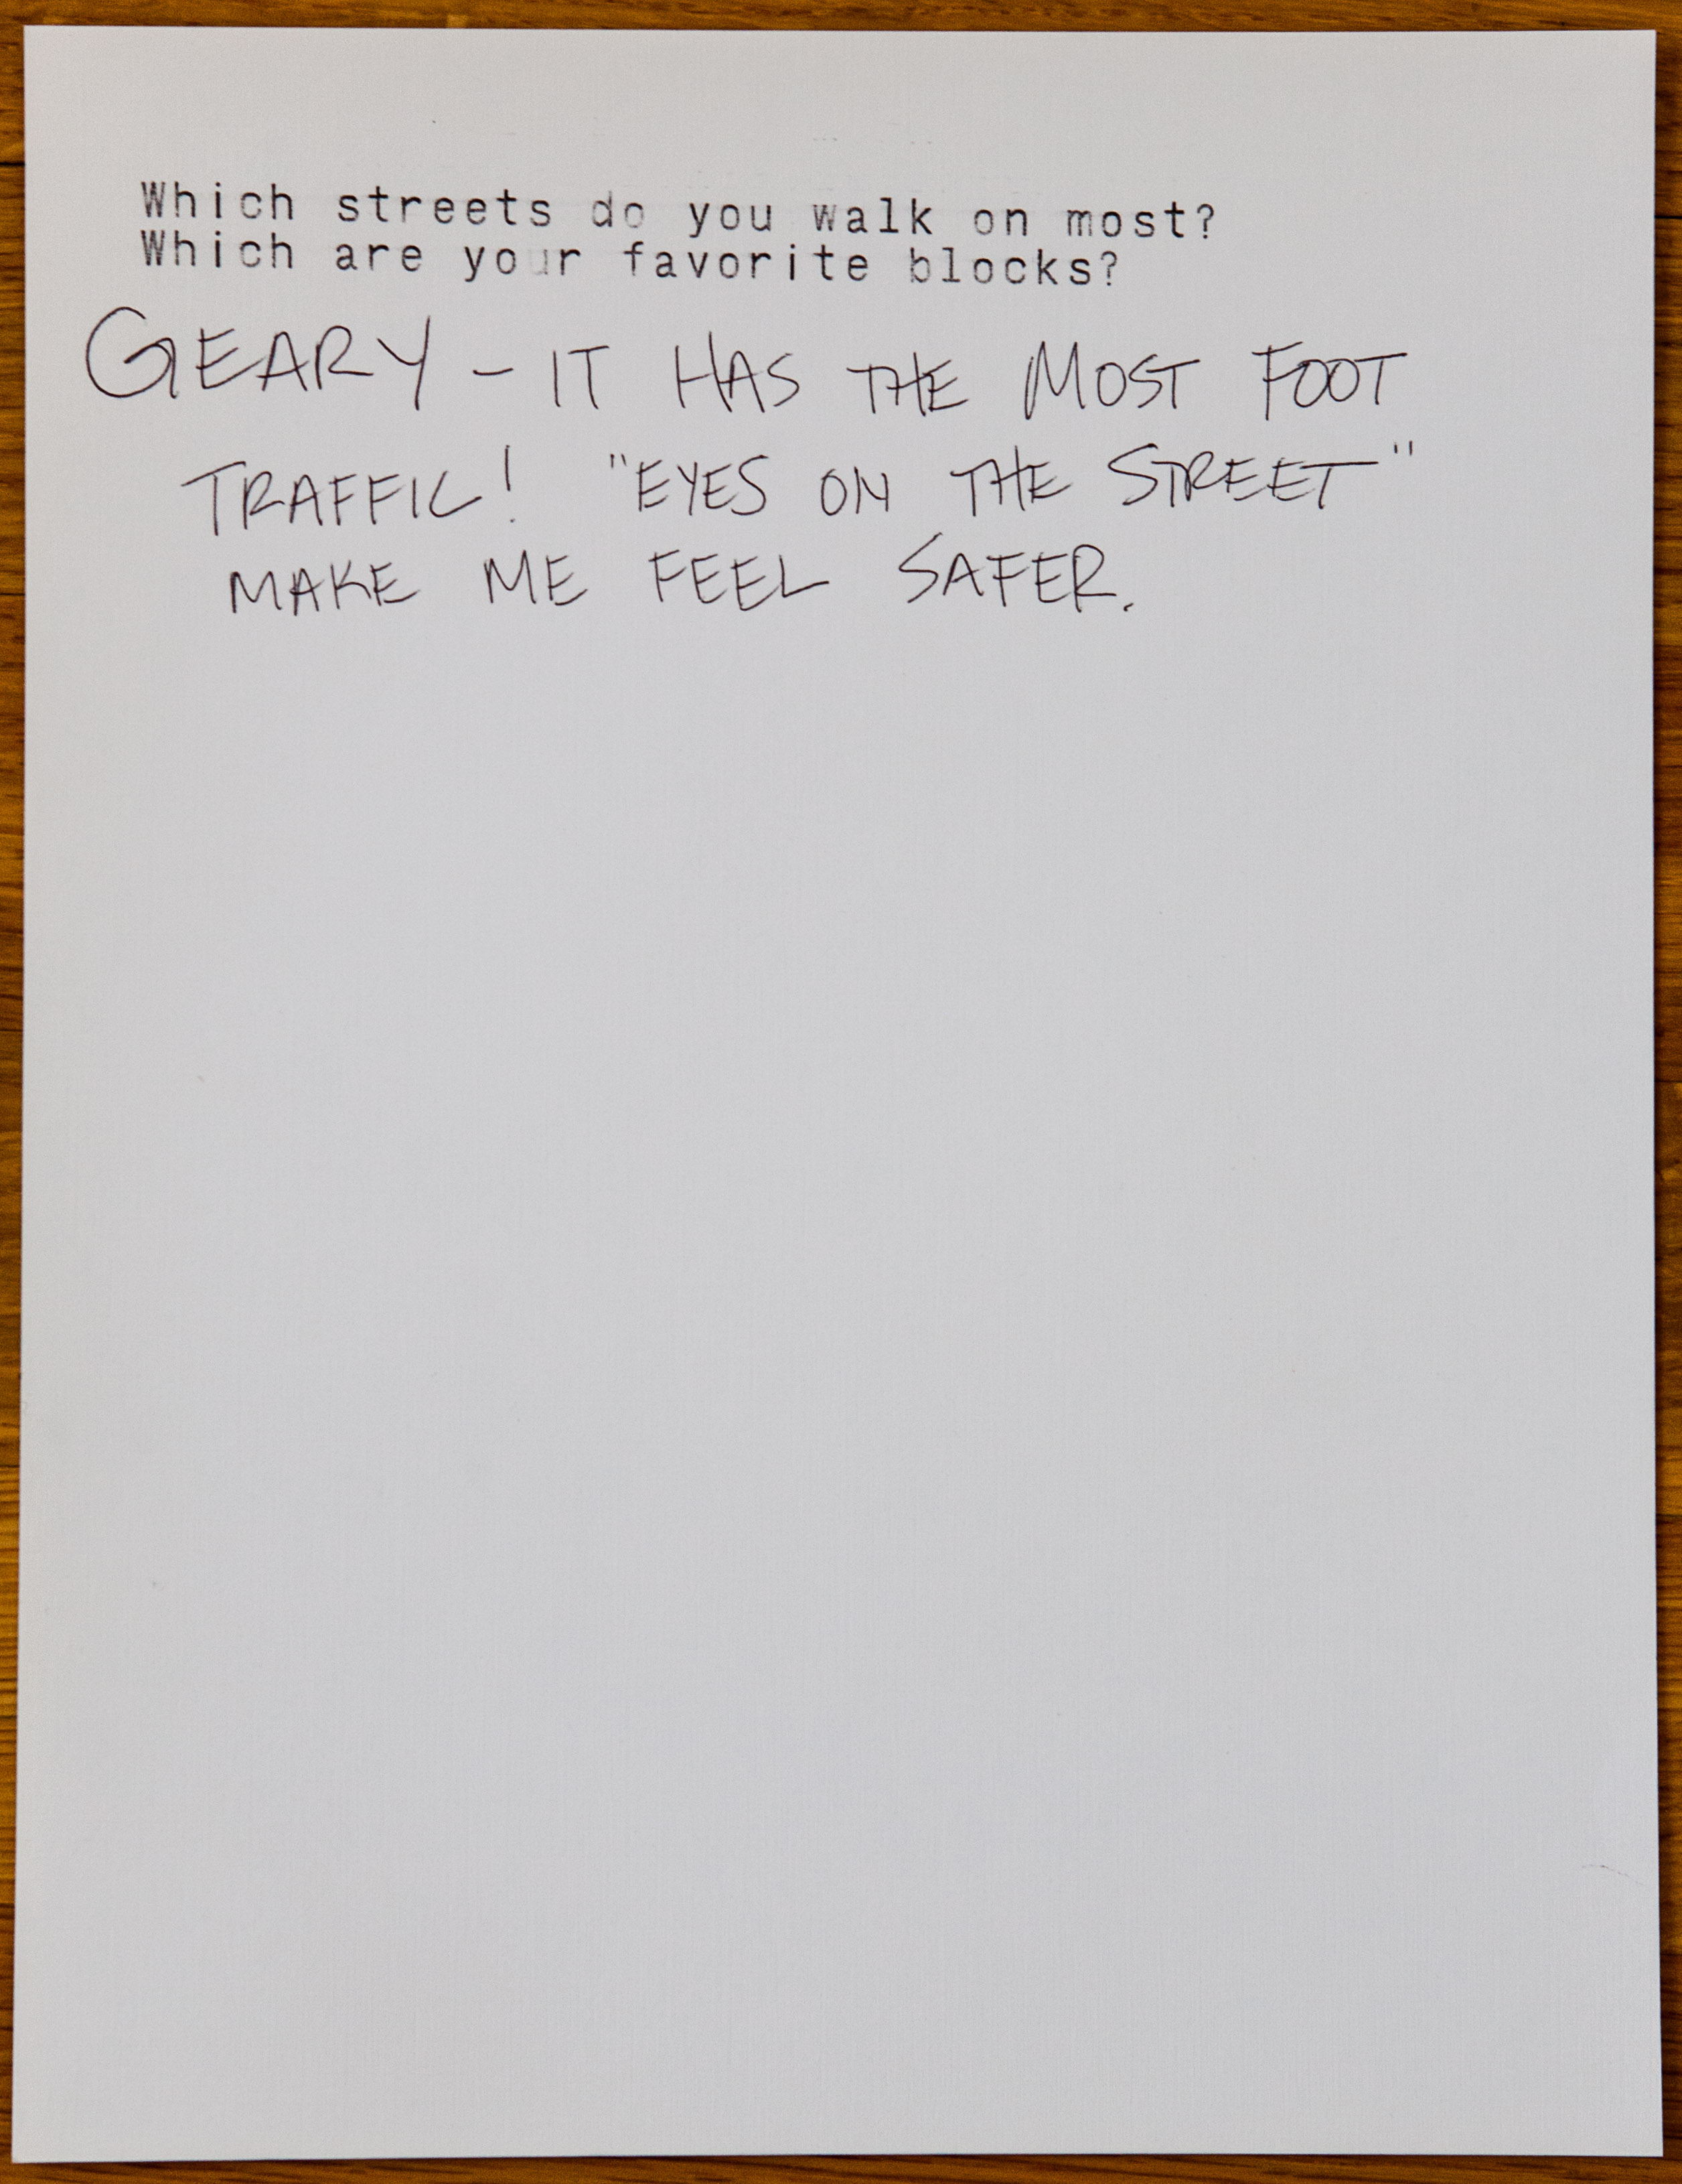 Which streets do you walk on most?
Which are your favorite blocks?
GEARY - IT HAS THE MOST FOOT
TRAFFIC! "EYES ON THE STREET"
MAKE ME FEEL SAFER.